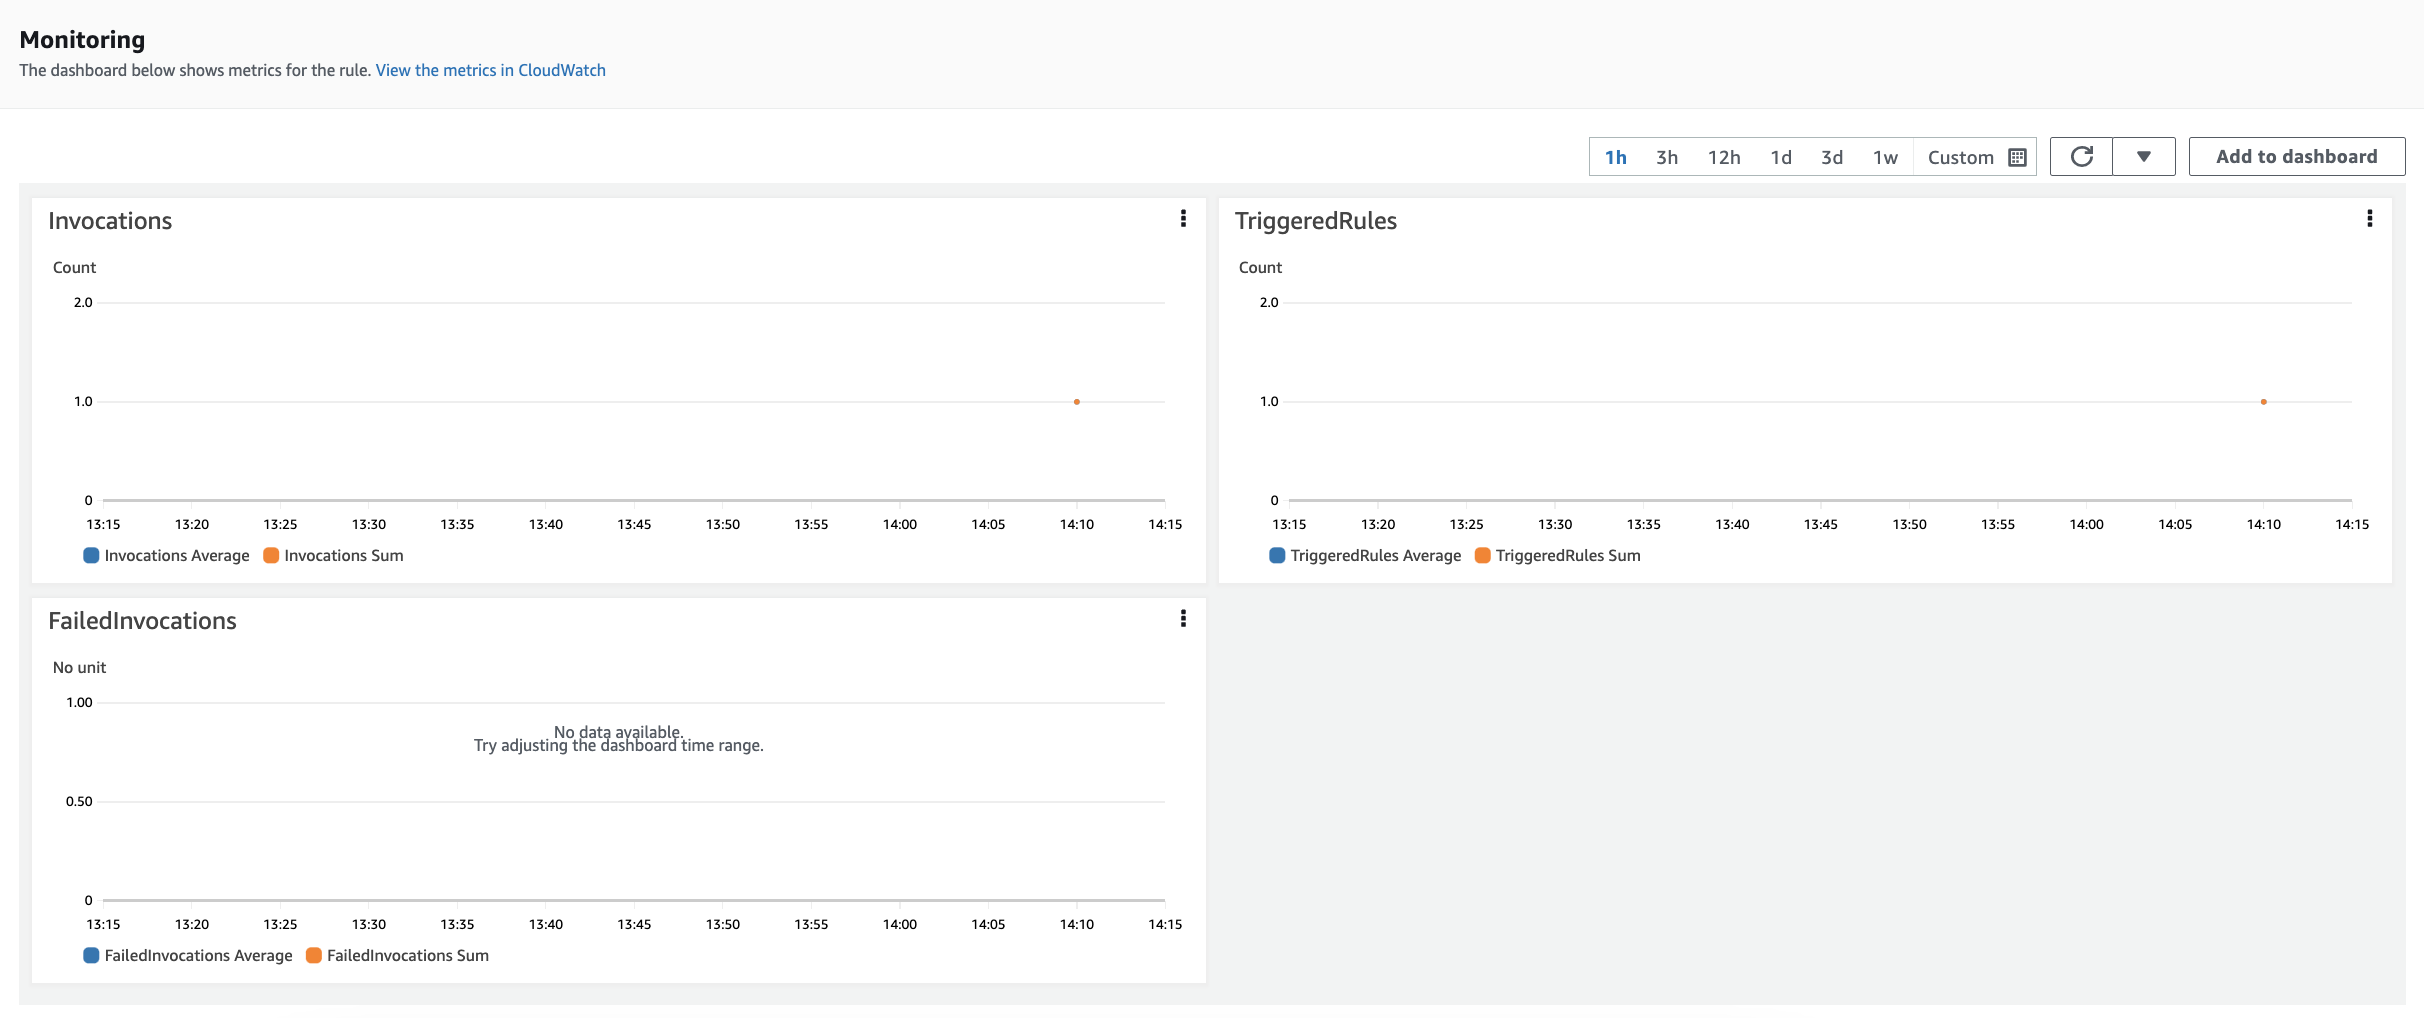 Monitoring
The dashboard below shows metrics for the rule. View the metrics in CloudWatch
1h 3h 12h 1d 3d 1w Custom
Add to dashboard
Invocations
Count
2.0
1.0
0
13:15 13:20 13:25 13:30 13:35 13:40 13:45 13:50 13:55 14:00 14:05 14:10 14:15
Invocations Average Invocations Sum
TriggeredRules
Count
2.0
1.0
0
13:15 13:20 13:25 13:30 13:35 13:40 13:45 13:50 13:55 14:00 14:05 14:10 14:15
TriggeredRules Average TriggeredRules Sum
FailedInvocations
No unit
1.00
No data available.
Try adjusting the dashboard time range.
0.50
0
13:15 13:20 13:25 13:30 13:35 13:40 13:45 13:50 13:55 14:00 14:05 14:10 14:15
FailedInvocations Average FailedInvocations Sum